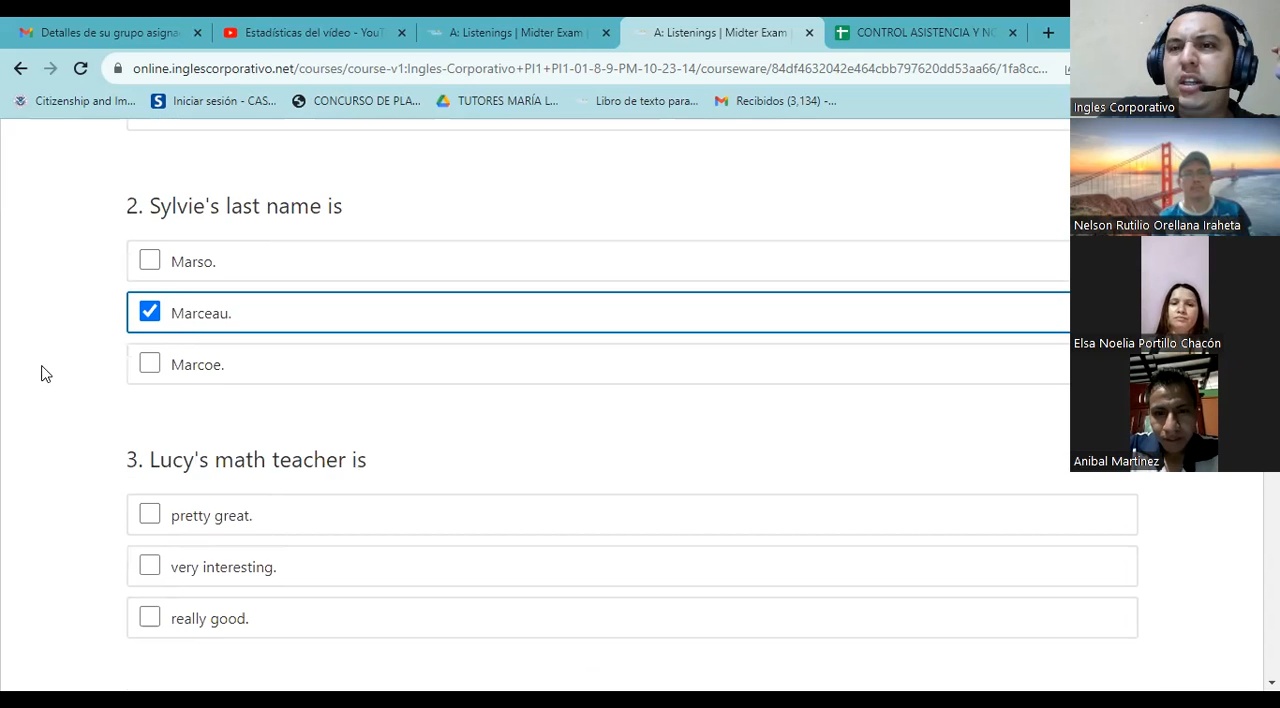 Detalles de su grupo asigna
Estadísticas del vídeo - YouT
A: Listenings | Midter Exam
A: Listenings | Midter Exam
CONTROL ASISTENCIA Y NO
online.inglescorporativo.net/courses/course-v1:Ingles-Corporativo+PI1+PI1-01-8-9-PM-10-23-14/courseware/84df4632042e464cbb797620dd53aa66/1fa8cc...
Citizenship and Im...
Iniciar sesión - CAS...
CONCURSO DE PLA...
TUTORES MARÍA L...
Libro de texto para...
Recibidos (3,134) -...
Ingles Corporativo
Nelson Rutilio Orellana Iraheta
Elsa Noelia Portillo Chacón
Anibal Martinez
2. Sylvie's last name is
Marso.
Marceau.
Marcoe.
3. Lucy's math teacher is
pretty great.
very interesting.
really good.